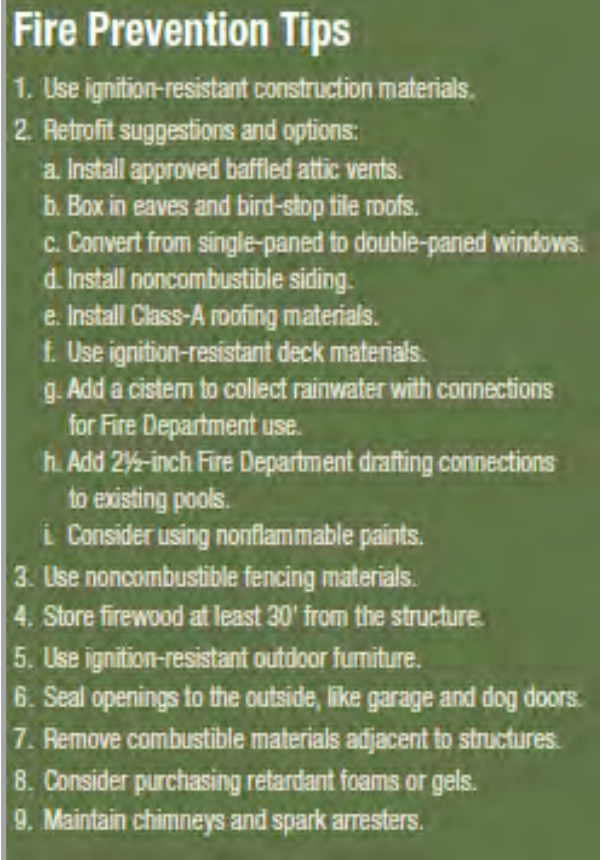 Fire Prevention Tips
1. Use ignition-resistant construction materials.
2. Retrofit suggestions and options:
a. Install approved baffled attic vents.
b. Box in eaves and bird-stop tile roofs.
c. Convert from single-paned to double-paned windows.
d. Install noncombustible siding.
e. Install Class-A roofing materials.
f. Use ignition-resistant deck materials.
g. Add a cistern to collect rainwater with connections
for Fire Department use.
h. Add 2½-inch Fire Department drafting connections
to existing pools.
i. Consider using nonflammable paints.
3. Use noncombustible fencing materials.
4. Store firewood at least 30' from the structure.
5. Use ignition-resistant outdoor furniture.
6. Seal openings to the outside, like garage and dog doors.
7. Remove combustible materials adjacent to structures.
8. Consider purchasing retardant foams or gels.
9. Maintain chimneys and spark arresters.